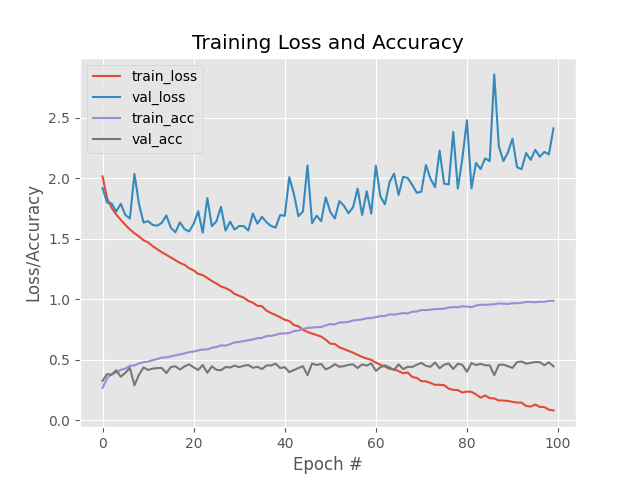 Training Loss and Accuracy
train_loss
val_loss
train_acc
val_acc
2.5
2.0
1.5
1.0
0.5
0.0
Loss/Accuracy
0 20 40 60 80 100
Epoch #